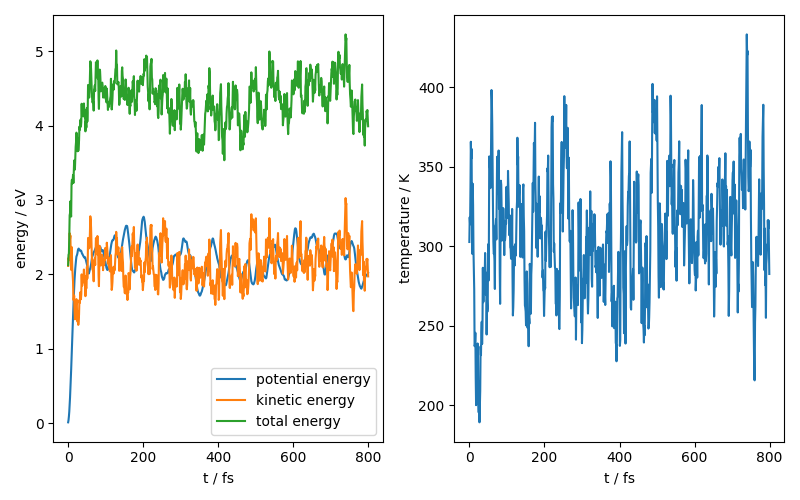 energy / eV
5
4
3
2
1
0
0 200 400 600 800
t / fs
potential energy
kinetic energy
total energy
temperature / K
400
350
300
250
200
0 200 400 600 800
t / fs